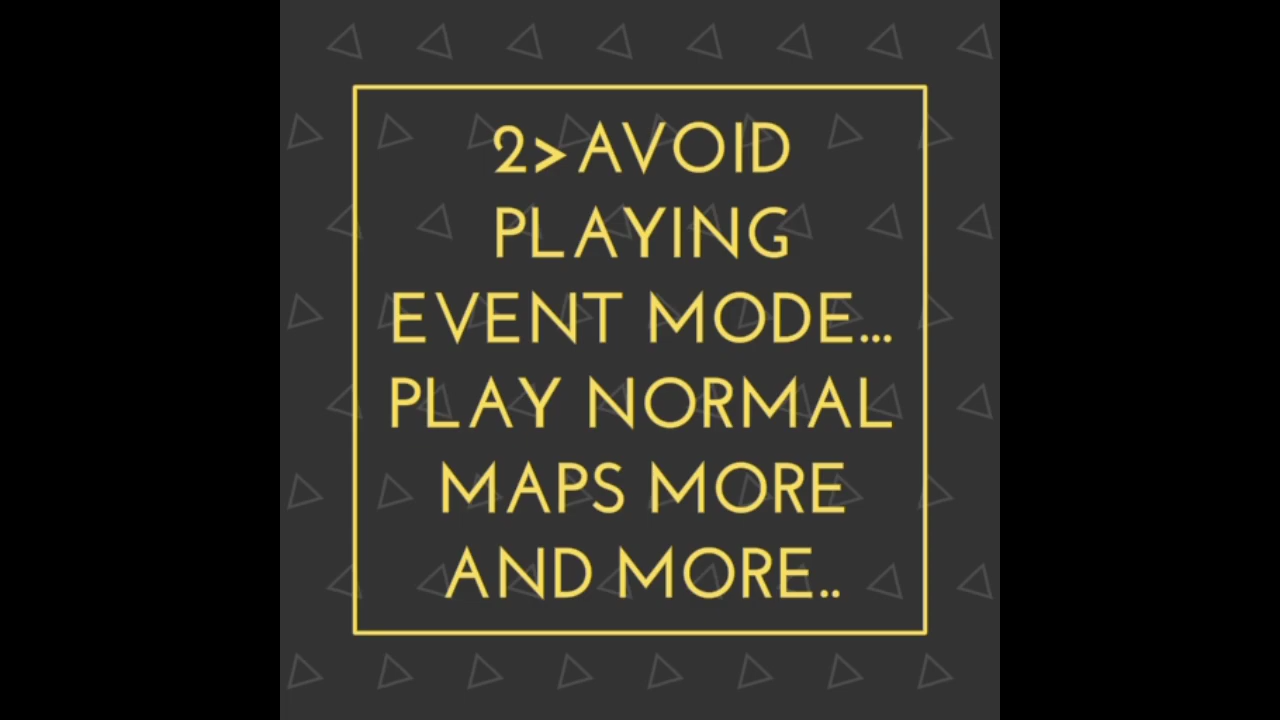 2>AVOID
PLAYING
EVENT MODE...
PLAY NORMAL
MAPS MORE
AND MORE..